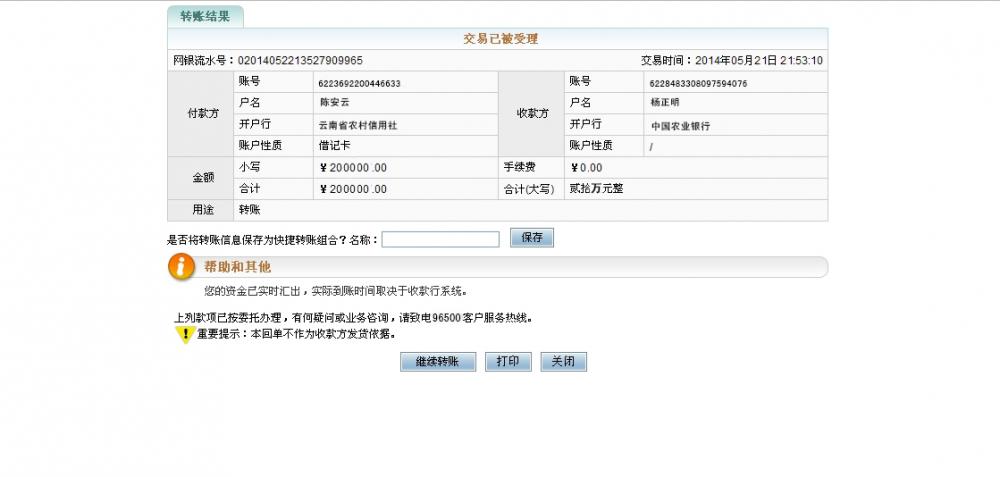 转账结果
交易已被受理
网银流水号：02014052213527909965 交易时间：2014年05月21日 21:53:10
付款方 账号 6223692200446633 收款方 账号 6228483308097594076
户名 陈安云 户名 杨正明
开户行 云南省农村信用社 开户行 中国农业银行
账户性质 借记卡 账户性质 /
金额 小写 ￥200000.00 手续费 ￥0.00
合计 ￥200000.00 合计(大写) 贰拾万元整
用途 转账
是否将转账信息保存为快捷转账组合？名称： 保存
i 帮助和其他
您的资金已实时汇出，实际到账时间取决于收款行系统。
上列款项已按委托办理，有何疑问或业务咨询，请致电96500客户服务热线。
! 重要提示：本回单不作为收款方发货依据。
继续转账 打印 关闭